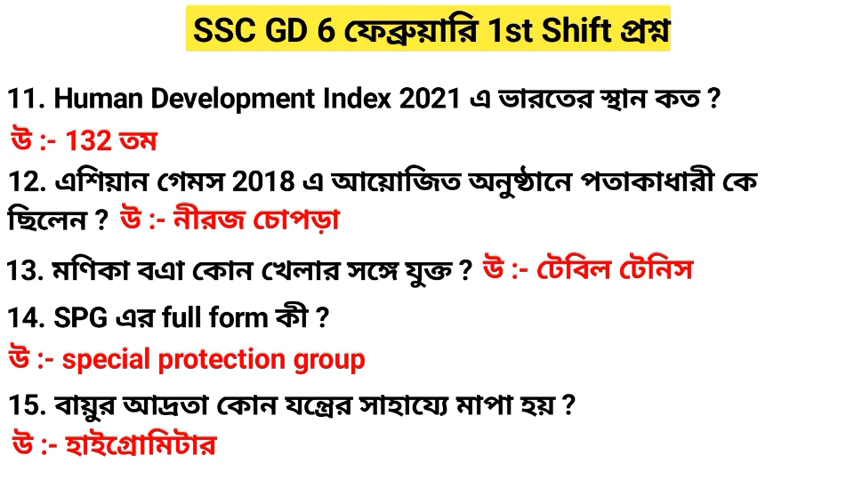 SSC GD 6 ফেব্রুয়ারি 1st Shift প্রশ্ন
11. Human Development Index 2021 এ ভারতের স্থান কত ?
উ :- 132 তম
12. এশিয়ান গেমস 2018 এ আয়োজিত অনুষ্ঠানে পতাকাধারী কে
ছিলেন ? উ :- নীরজ চোপড়া
13. মণিকা বএা কোন খেলার সঙ্গে যুক্ত ? উ :- টেবিল টেনিস
14. SPG এর full form কী ?
উ :- special protection group
15. বায়ুর আদ্রতা কোন যন্ত্রের সাহায্যে মাপা হয় ?
উ :- হাইগ্রোমিটার